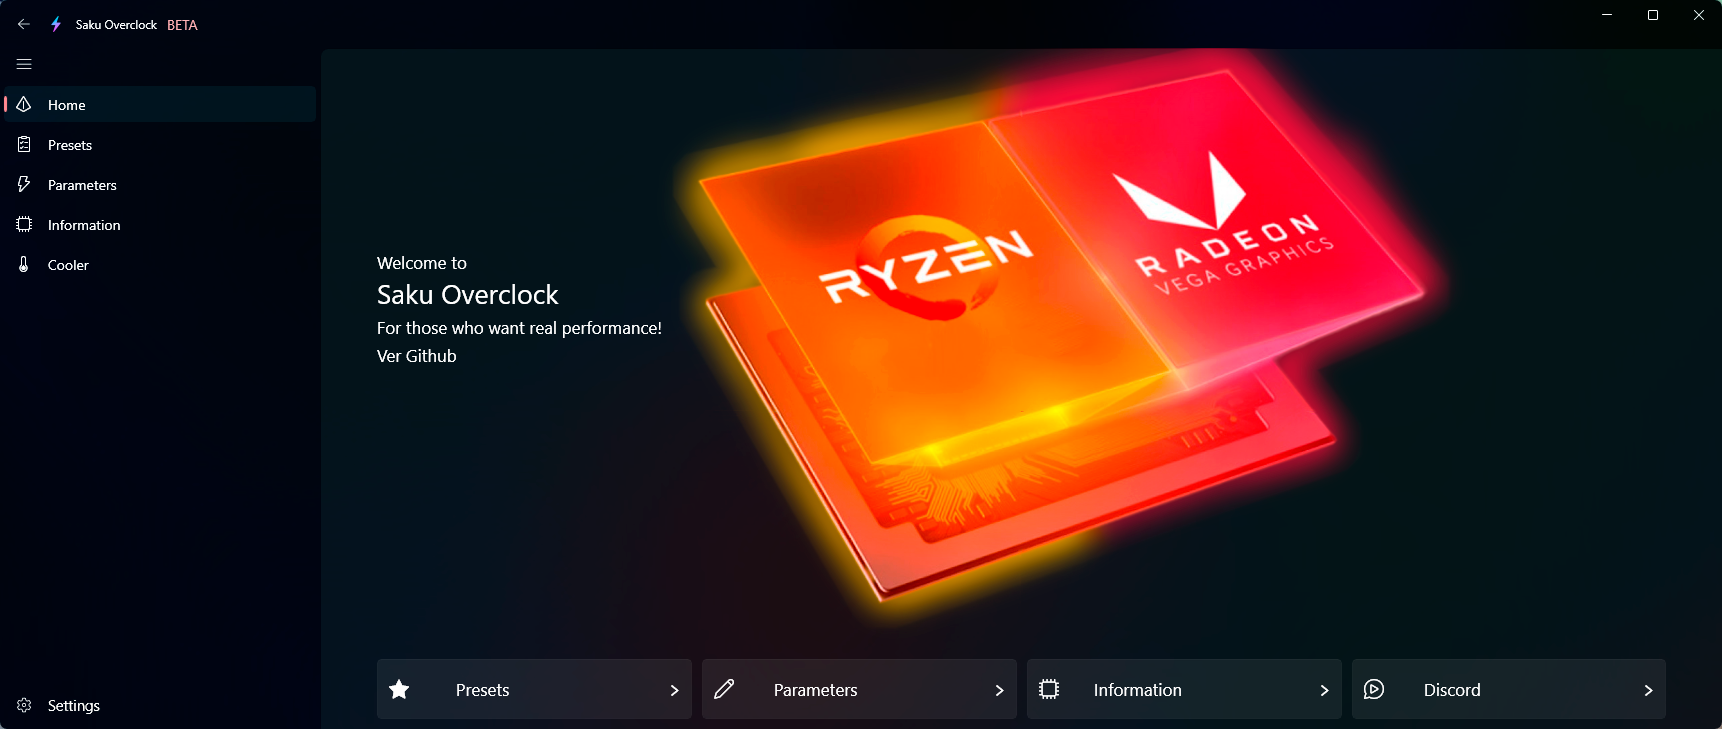 Saku Overclock BETA
Home
Presets
Parameters
Information
Cooler
Settings
Welcome to
Saku Overclock
For those who want real performance!
Ver Github
RYZEN
RADEON
VEGA GRAPHICS
Presets
Parameters
Information
Discord